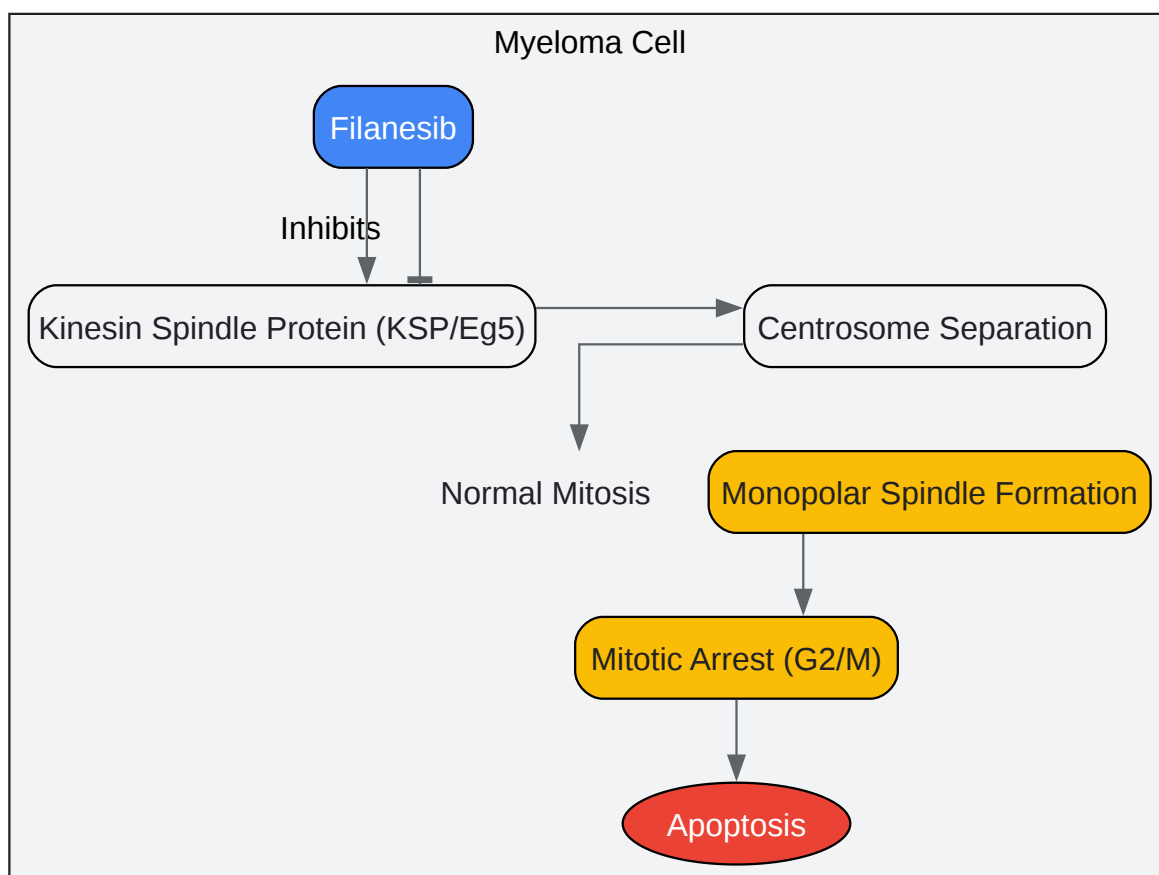 Myeloma Cell
Filanesib
Inhibits
Kinesin Spindle Protein (KSP/Eg5)
Centrosome Separation
Normal Mitosis
Monopolar Spindle Formation
Mitotic Arrest (G2/M)
Apoptosis